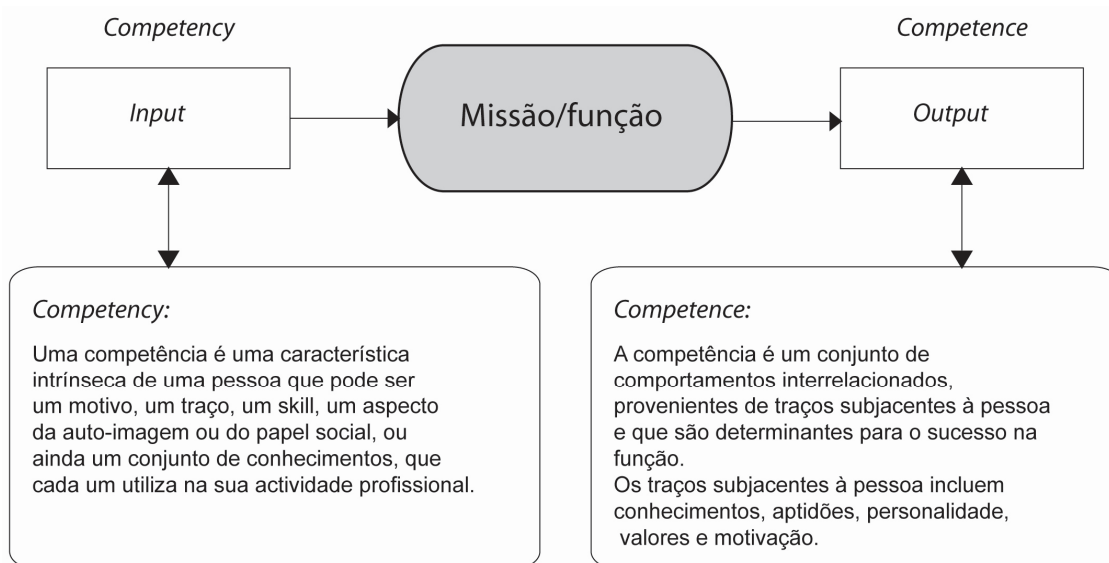 Competency
Competence
Input
Missão/função
Output
Competency:
Uma competência é uma característica
intrínseca de uma pessoa que pode ser
um motivo, um traço, um skill, um aspecto
da auto-imagem ou do papel social, ou
ainda um conjunto de conhecimentos, que
cada um utiliza na sua actividade profissional.
Competence:
A competência é um conjunto de
comportamentos interrelacionados,
provenientes de traços subjacentes à pessoa
e que são determinantes para o sucesso na
função.
Os traços subjacentes à pessoa incluem
conhecimentos, aptidões, personalidade,
valores e motivação.